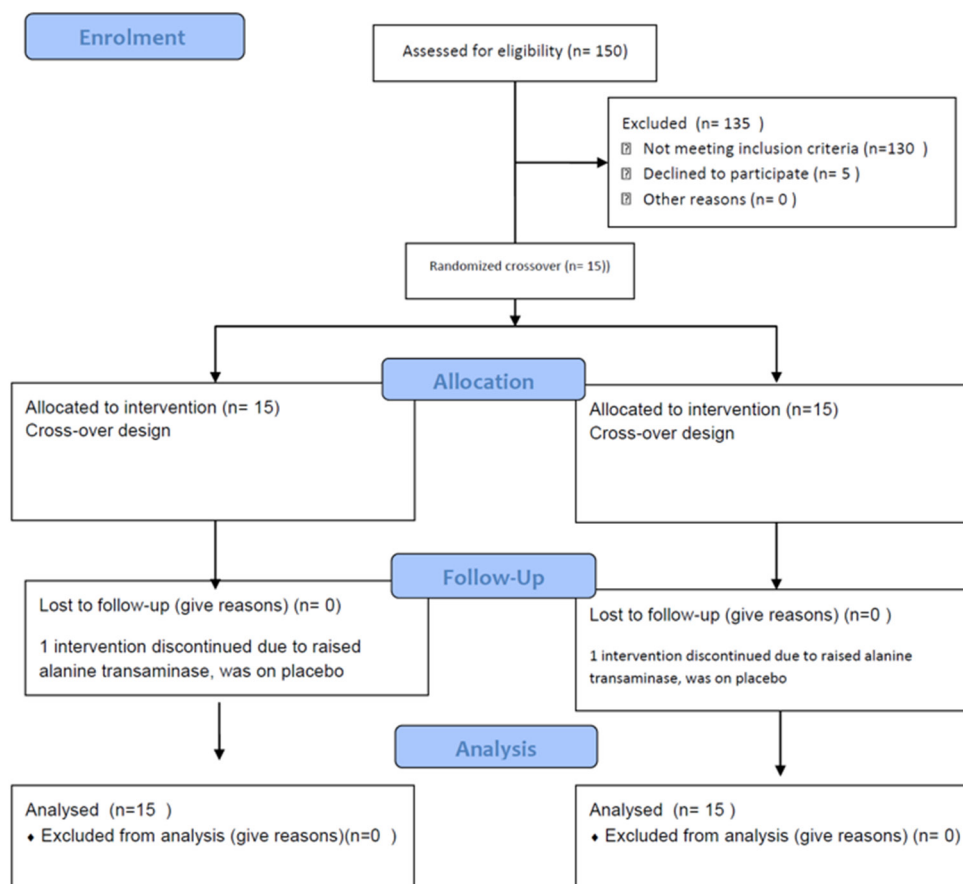 Enrolment
Assessed for eligibility (n= 150)
Excluded (n= 135 )
Not meeting inclusion criteria (n=130 )
Declined to participate (n= 5 )
Other reasons (n= 0 )
Randomized crossover (n= 15))
Allocation
Allocated to intervention (n= 15)
Cross-over design
Allocated to intervention (n=15)
Cross-over design
Follow-Up
Lost to follow-up (give reasons) (n= 0)
1 intervention discontinued due to raised
alanine transaminase, was on placebo
Lost to follow-up (give reasons) (n=0 )
1 intervention discontinued due to raised alanine
transaminase, was on placebo
Analysis
Analysed (n=15 )
♦ Excluded from analysis (give reasons)(n=0 )
Analysed (n= 15 )
♦ Excluded from analysis (give reasons) (n= 0)